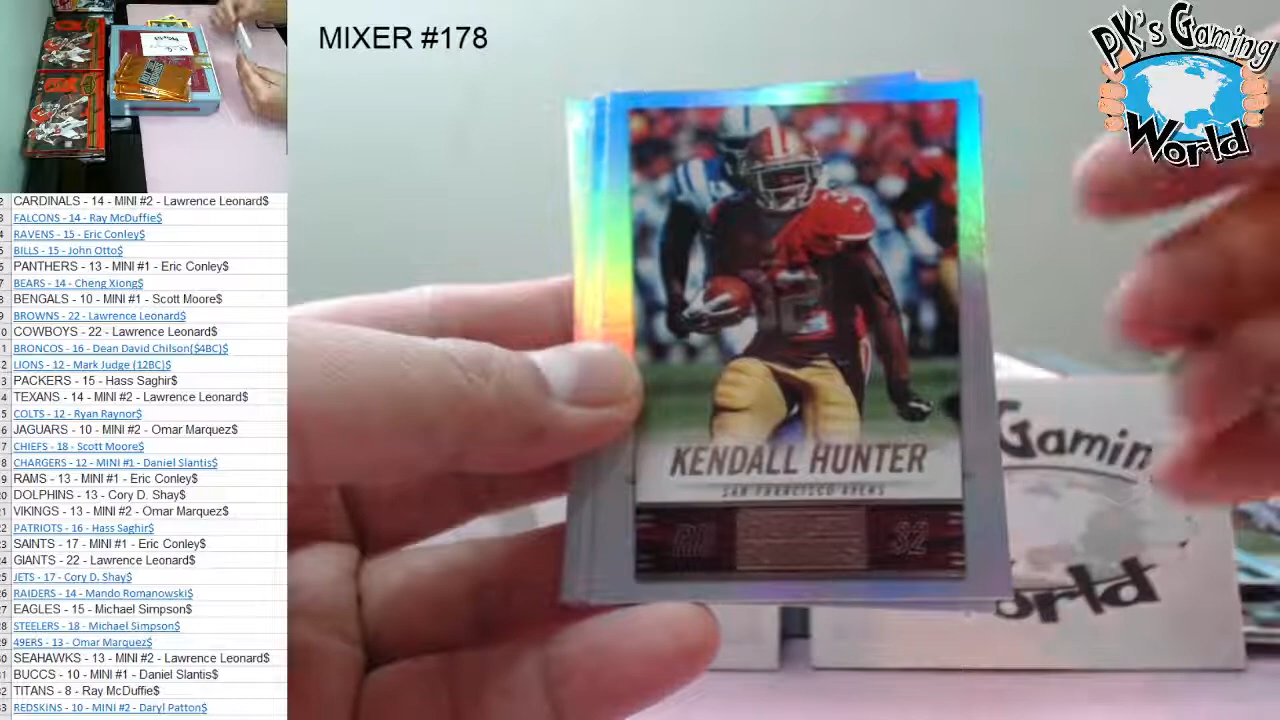 MIXER #178
PK's Gaming
World
CARDINALS - 14 - MINI #2 - Lawrence Leonard$
FALCONS - 14 - Ray McDuffie$
RAVENS - 15 - Eric Conley$
BILLS - 15 - John Otto$
PANTHERS - 13 - MINI #1 - Eric Conley$
BEARS - 14 - Cheng Xiong$
BENGALS - 10 - MINI #1 - Scott Moore$
BROWNS - 22 - Lawrence Leonard$
COWBOYS - 22 - Lawrence Leonard$
BRONCOS - 16 - Dean David Chilson($4BC)$
LIONS - 12 - Mark Judge (12BC)$
PACKERS - 15 - Hass Saghir$
TEXANS - 14 - MINI #2 - Lawrence Leonard$
COLTS - 12 - Ryan Raynor$
JAGUARS - 10 - MINI #2 - Omar Marquez$
CHIEFS - 18 - Scott Moore$
CHARGERS - 12 - MINI #1 - Daniel Slantis$
RAMS - 13 - MINI #1 - Eric Conley$
DOLPHINS - 13 - Cory D. Shay$
VIKINGS - 13 - MINI #2 - Omar Marquez$
PATRIOTS - 16 - Hass Saghir$
SAINTS - 17 - MINI #1 - Eric Conley$
GIANTS - 22 - Lawrence Leonard$
JETS - 17 - Cory D. Shay$
RAIDERS - 14 - Mando Romanowski$
EAGLES - 15 - Michael Simpson$
STEELERS - 18 - Michael Simpson$
49ERS - 13 - Omar Marquez$
SEAHAWKS - 13 - MINI #2 - Lawrence Leonard$
BUCCS - 10 - MINI #1 - Daniel Slantis$
TITANS - 8 - Ray McDuffie$
REDSKINS - 10 - MINI #2 - Daryl Patton$
32
KENDALL HUNTER
SAN FRANCISCO 49ERS
32
Gamin
orld